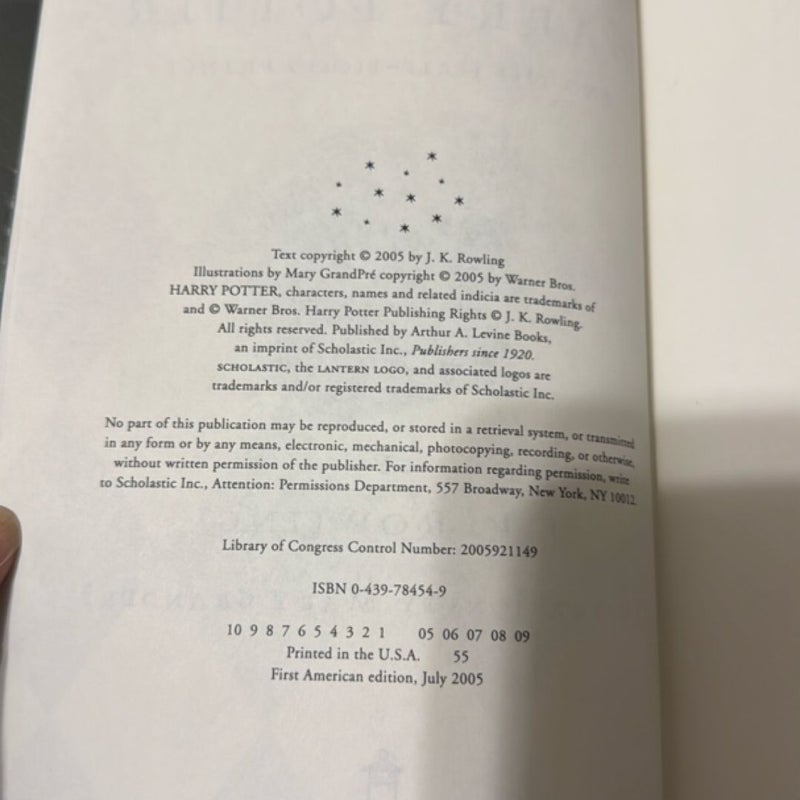 Text copyright © 2005 by J. K. Rowling
Illustrations by Mary GrandPré copyright © 2005 by Warner Bros.
HARRY POTTER, characters, names and related indicia are trademarks of
and © Warner Bros. Harry Potter Publishing Rights © J. K. Rowling.
All rights reserved. Published by Arthur A. Levine Books,
an imprint of Scholastic Inc., Publishers since 1920.
SCHOLASTIC, the LANTERN LOGO, and associated logos are
trademarks and/or registered trademarks of Scholastic Inc.
No part of this publication may be reproduced, or stored in a retrieval system, or transmitted
in any form or by any means, electronic, mechanical, photocopying, recording, or otherwise,
without written permission of the publisher. For information regarding permission, write
to Scholastic Inc., Attention: Permissions Department, 557 Broadway, New York, NY 10012.
Library of Congress Control Number: 2005921149
ISBN 0-439-78454-9
10 9 8 7 6 5 4 3 2 1 05 06 07 08 09
Printed in the U.S.A. 55
First American edition, July 2005